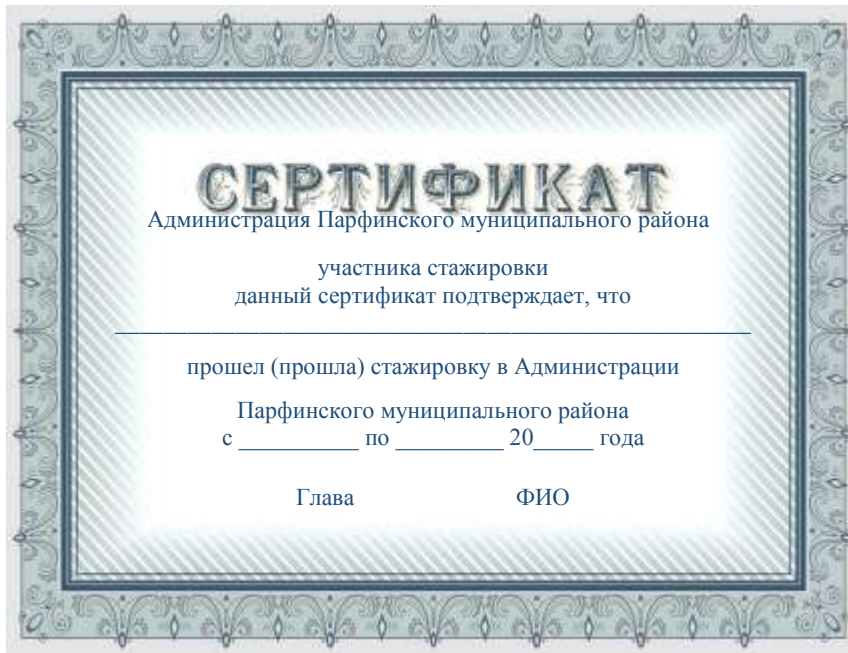 СЕРТИФИКАТ
Администрация Парфинского муниципального района
участника стажировки
данный сертификат подтверждает, что
_____________________________________________________
прошел (прошла) стажировку в Администрации
Парфинского муниципального района
с __________ по _________ 20_____ года
Глава ФИО